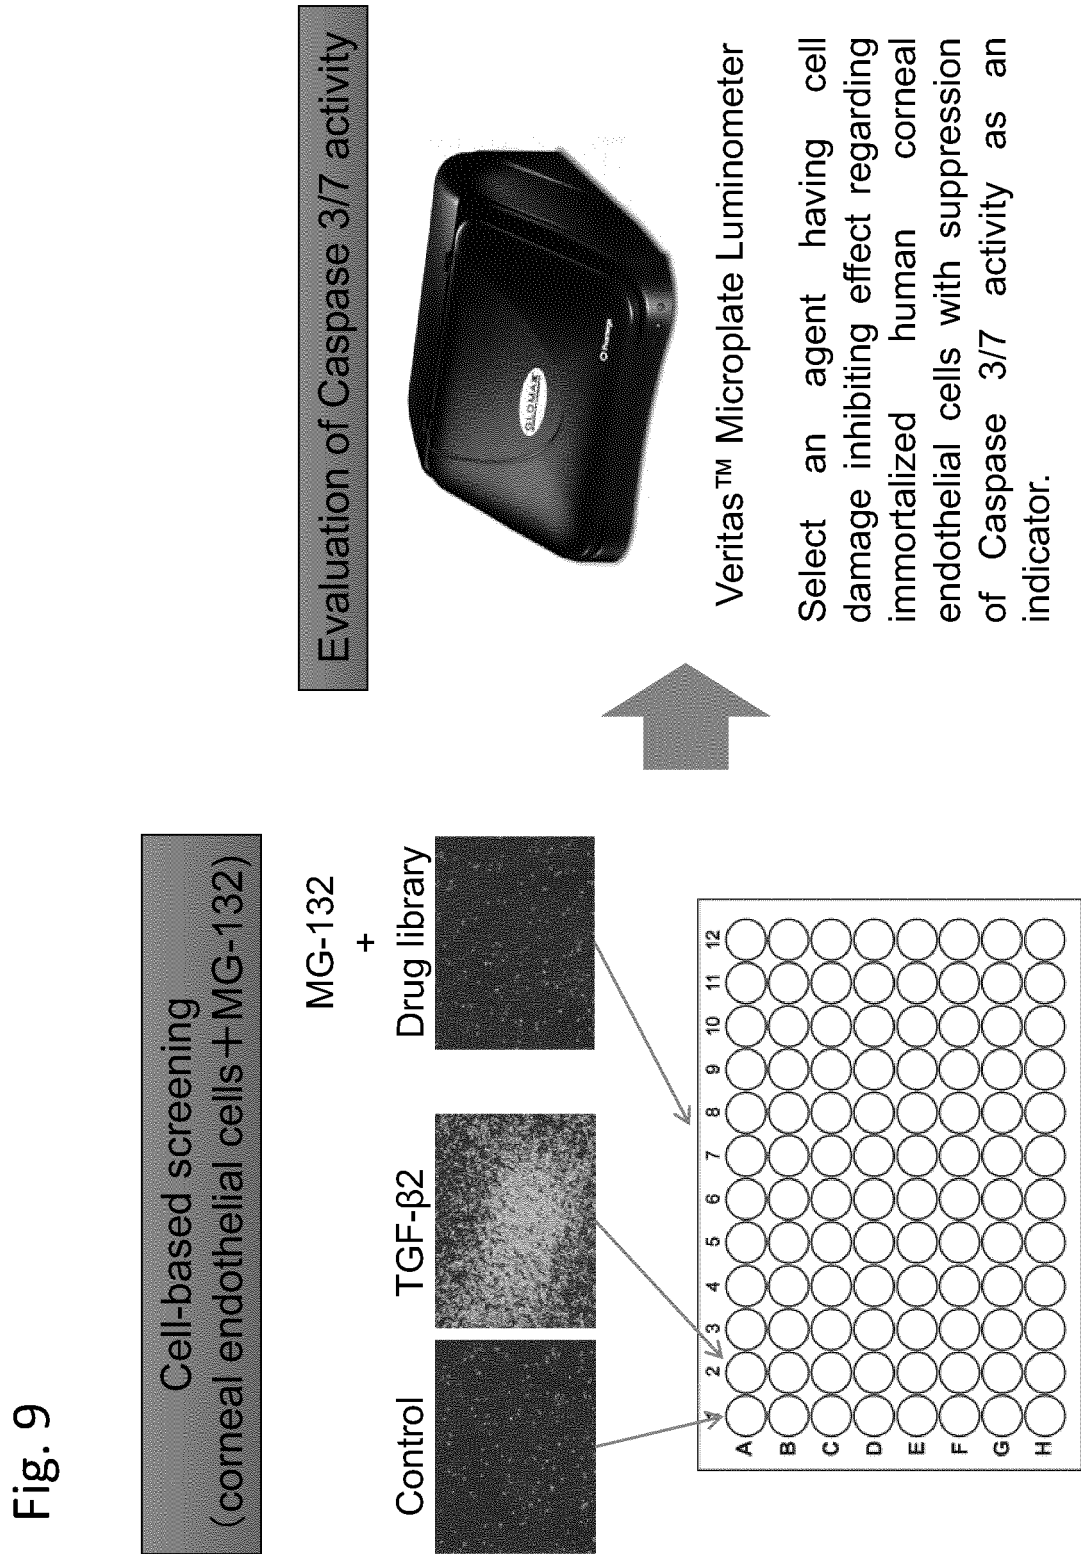 Fig. 9
Cell-based screening
(corneal endothelial cells+MG-132)
Control
TGF-β2
MG-132
+
Drug library
1 2 3 4 5 6 7 8 9 10 11 12
A
B
C
D
E
F
G
H
Evaluation of Caspase 3/7 activity
GLOMAX
Promega
Veritas™ Microplate Luminometer
Select an agent having cell
damage inhibiting effect regarding
immortalized human corneal
endothelial cells with suppression
of Caspase 3/7 activity as an
indicator.